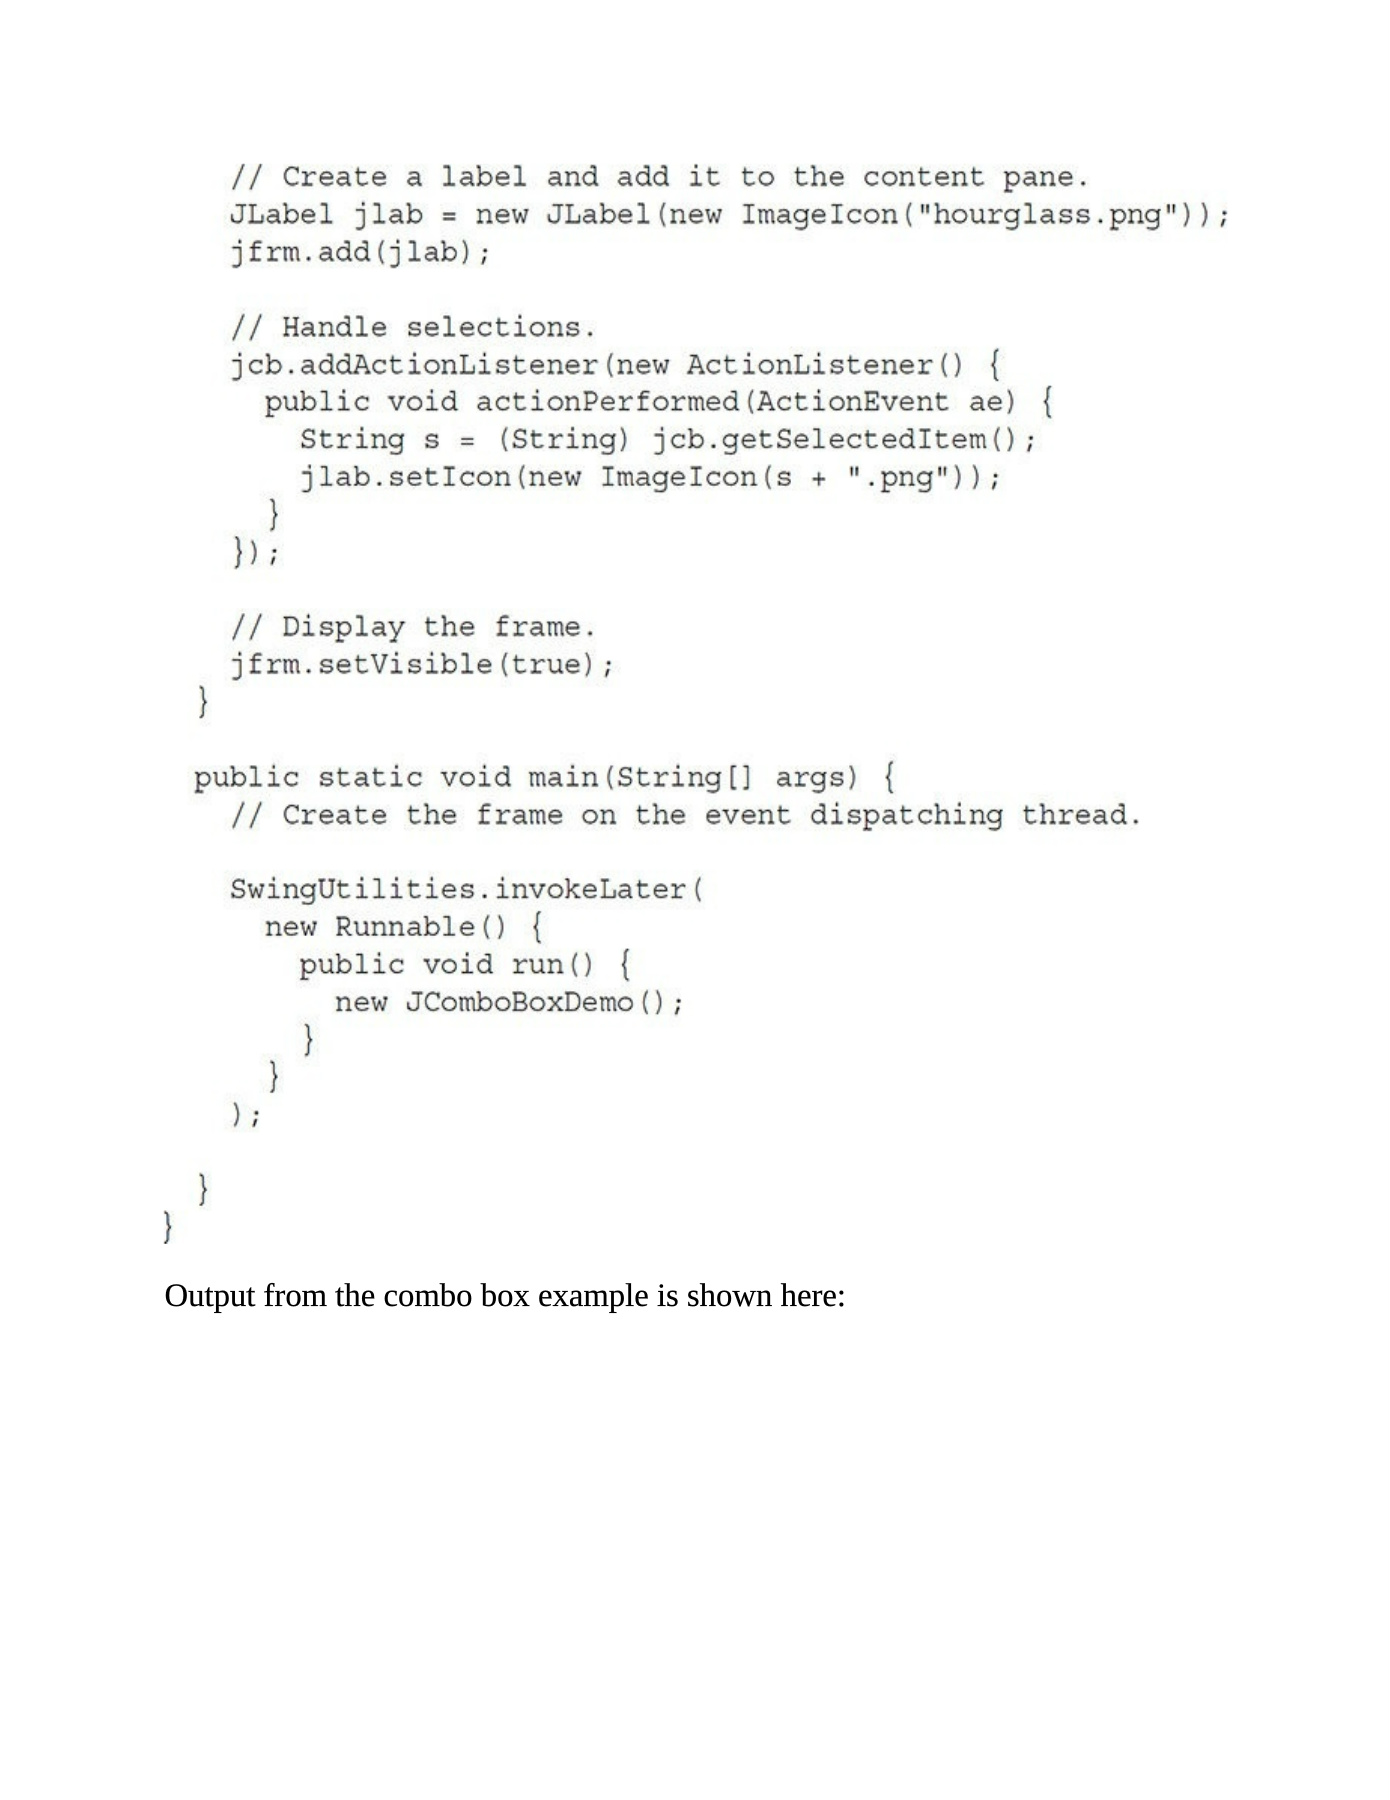 // Create a label and add it to the content pane.
JLabel jlab = new JLabel(new ImageIcon("hourglass.png"));
jfrm.add(jlab);
// Handle selections.
jcb.addActionListener(new ActionListener() {
public void actionPerformed(ActionEvent ae) {
String s = (String) jcb.getSelectedItem();
jlab.setIcon(new ImageIcon(s + ".png"));
}
});
// Display the frame.
jfrm.setVisible(true);
}
public static void main(String[] args) {
// Create the frame on the event dispatching thread.
SwingUtilities.invokeLater(
new Runnable() {
public void run() {
new JComboBoxDemo();
}
}
);
}
}
Output from the combo box example is shown here: